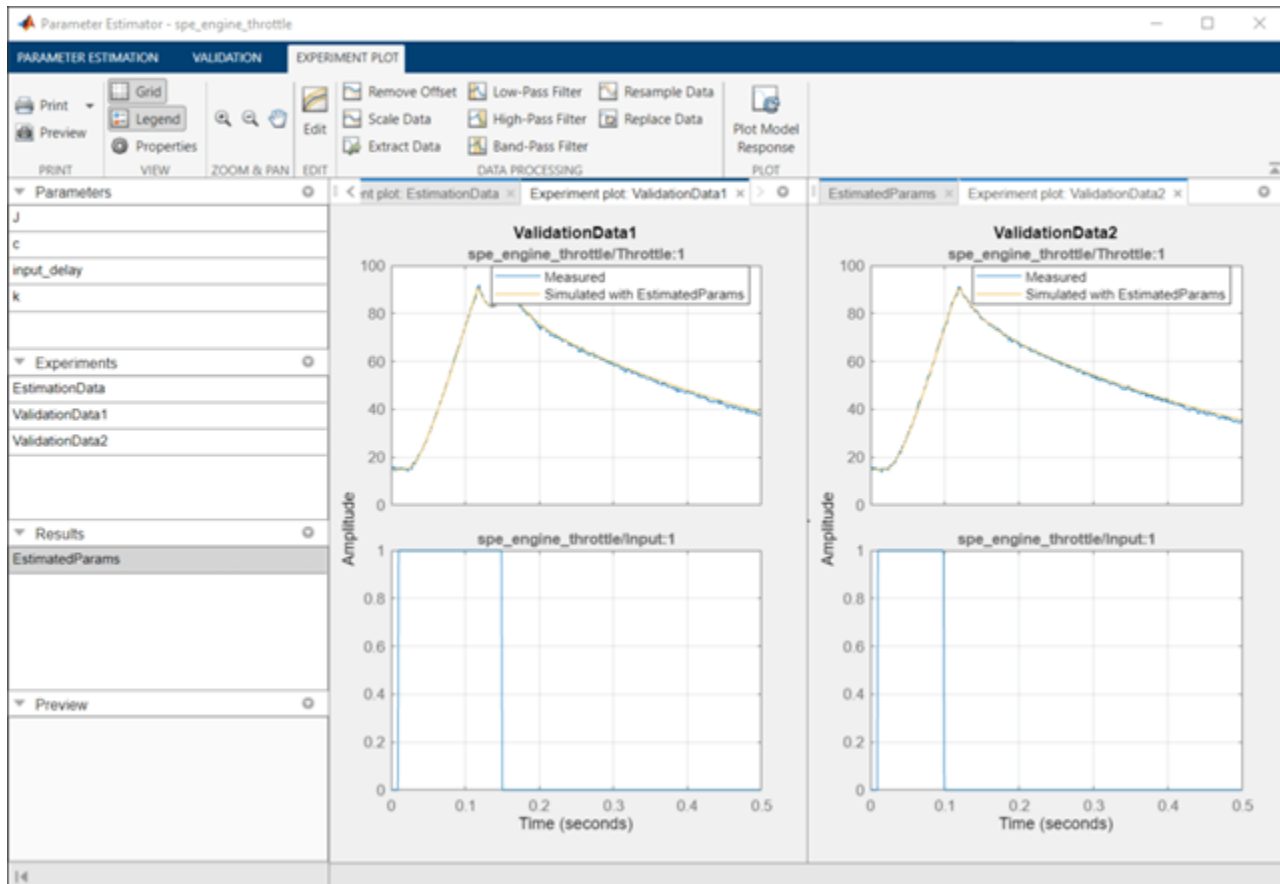 Parameter Estimator - spe_engine_throttle
PARAMETER ESTIMATION VALIDATION EXPERIMENT PLOT
Print
Preview
PRINT
Grid
Legend
Properties
VIEW
ZOOM & PAN
Edit
EDIT
Remove Offset Low-Pass Filter Resample Data
Scale Data High-Pass Filter Replace Data
Extract Data Band-Pass Filter
DATA PROCESSING
Plot Model
Response
PLOT
Parameters
J
c
input_delay
k
Experiments
EstimationData
ValidationData1
ValidationData2
Results
EstimatedParams
Preview
nt plot: EstimationData × Experiment plot: ValidationData1 ×
ValidationData1
spe_engine_throttle/Throttle:1
Measured
Simulated with EstimatedParams
100
80
60
40
20
0
Amplitude
spe_engine_throttle/Input:1
1
0.8
0.6
0.4
0.2
0
0 0.1 0.2 0.3 0.4 0.5
Time (seconds)
EstimatedParams × Experiment plot: ValidationData2 ×
ValidationData2
spe_engine_throttle/Throttle:1
Measured
Simulated with EstimatedParams
100
80
60
40
20
0
Amplitude
spe_engine_throttle/Input:1
1
0.8
0.6
0.4
0.2
0
0 0.1 0.2 0.3 0.4 0.5
Time (seconds)